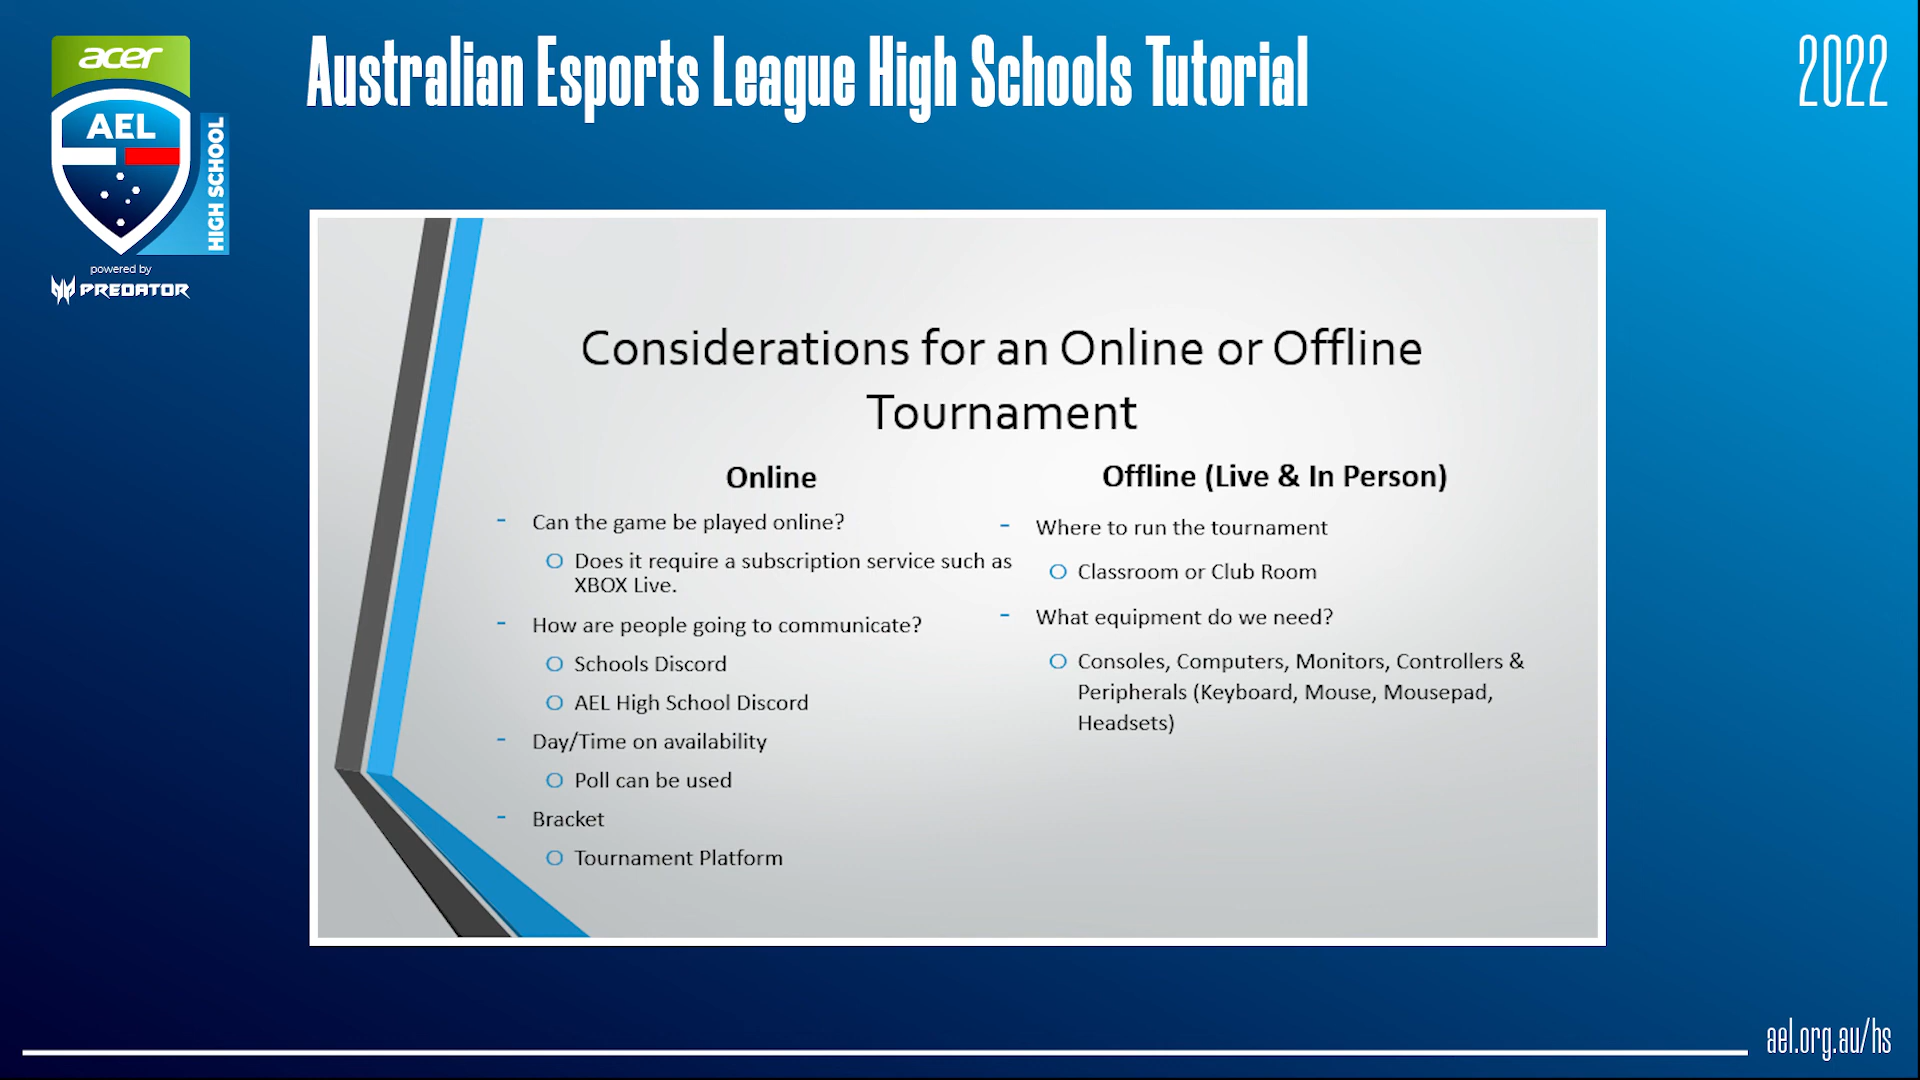 acer
AEL
HIGH SCHOOL
powered by
PREDATOR
Australian Esports League High Schools Tutorial
2022
Considerations for an Online or Offline
Tournament
Online
- Can the game be played online?
O Does it require a subscription service such as
XBOX Live.
- How are people going to communicate?
O Schools Discord
O AEL High School Discord
- Day/Time on availability
O Poll can be used
- Bracket
O Tournament Platform
Offline (Live & In Person)
- Where to run the tournament
O Classroom or Club Room
- What equipment do we need?
O Consoles, Computers, Monitors, Controllers &
Peripherals (Keyboard, Mouse, Mousepad,
Headsets)
ael.org.au/hs